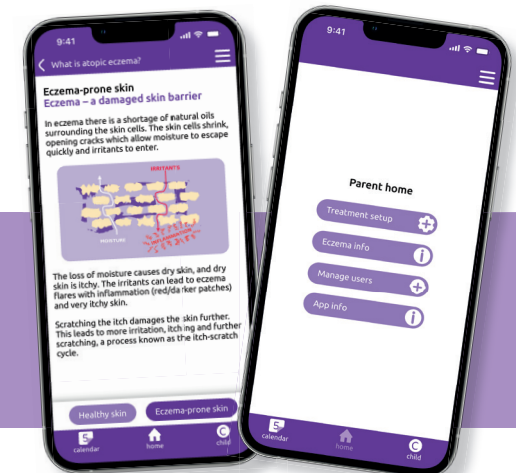 9:41
What is atopic eczema?
Eczema-prone skin
Eczema – a damaged skin barrier
In eczema there is a shortage of natural oils
surrounding the skin cells. The skin cells shrink,
opening cracks which allow moisture to escape
quickly and irritants to enter.
IRRITANTS
MOISTURE
INFLAMMATION
The loss of moisture causes dry skin, and dry
skin is itchy. The irritants can lead to eczema
flares with inflammation (red/darker patches)
and very itchy skin.
Scratching the itch damages the skin further.
This leads to more irritation, itching and further
scratching, a process known as the itch-scratch
cycle.
Healthy skin
Eczema-prone skin
5
calendar
home
C
child
9:41
Parent home
Treatment setup
Eczema info
i
Manage users
App info
i
5
calendar
home
C
child